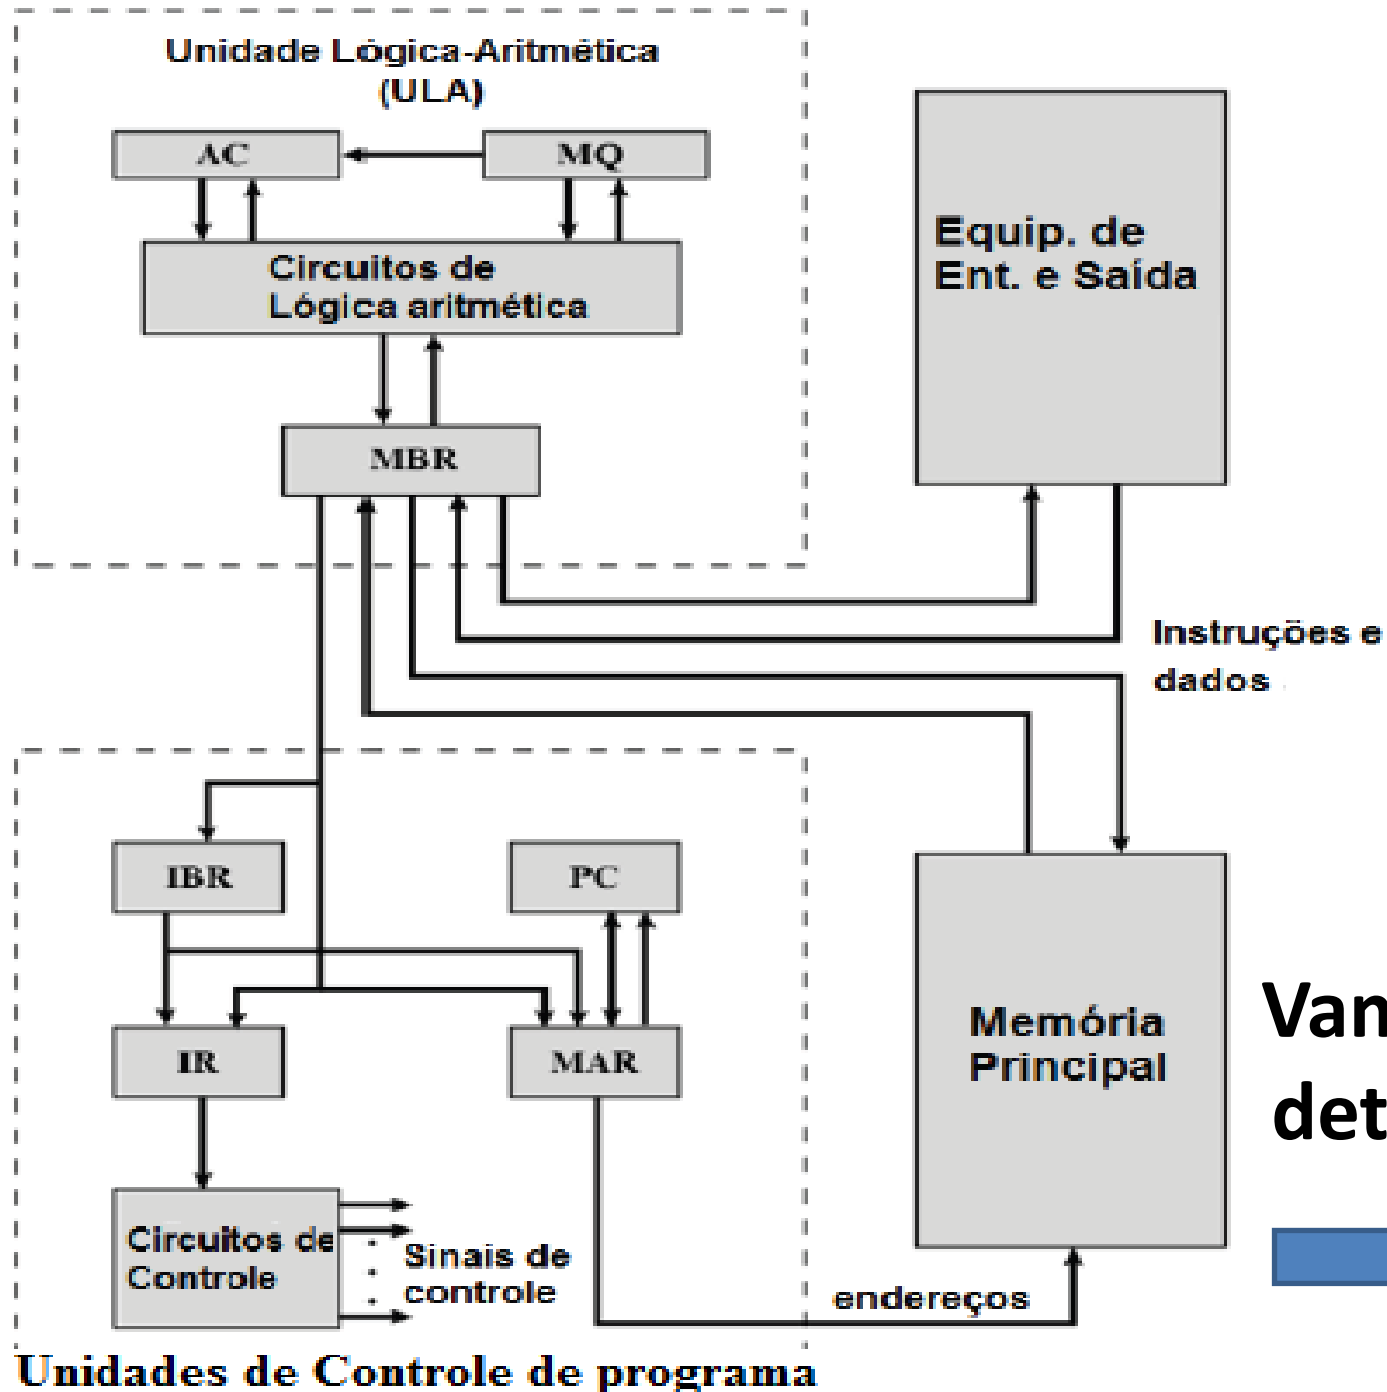 Unidade Lógica-Aritmética
(ULA)
AC
MQ
Circuitos de
Lógica aritmética
MBR
Equip. de
Ent. e Saída
Instruções e
dados
IBR
PC
IR
MAR
Memória
Principal
Circuitos de
Controle
Sinais de
controle
endereços
Unidades de Controle de programa
Van
det